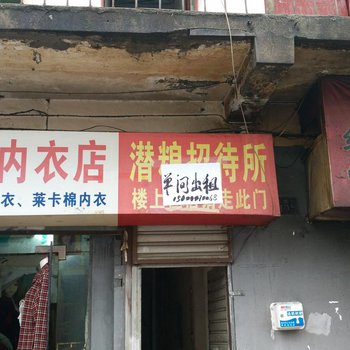 内衣店
衣、莱卡棉内衣
潜粮招待所
单间出租
楼上 走此门